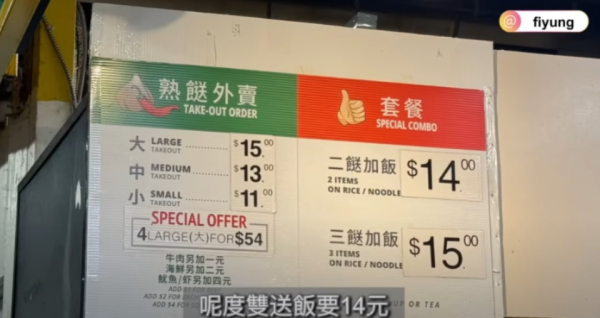 fiyung
熟餸外賣
TAKE-OUT ORDER
大 LARGE TAKEOUT $15.00
中 MEDIUM TAKEOUT $13.00
小 SMALL TAKEOUT $11.00
SPECIAL OFFER
4LARGE(大)FOR$54
牛肉另加一元
海鮮另加二元
魷魚/蝦另加四元
套餐
SPECIAL COMBO
二餸加飯 $14.00
2 ITEMS
ON RICE / NOODLE
三餸加飯 $15.00
3 ITEMS
ON RICE / NOODLE
OR TEA
呢度雙送飯要14元